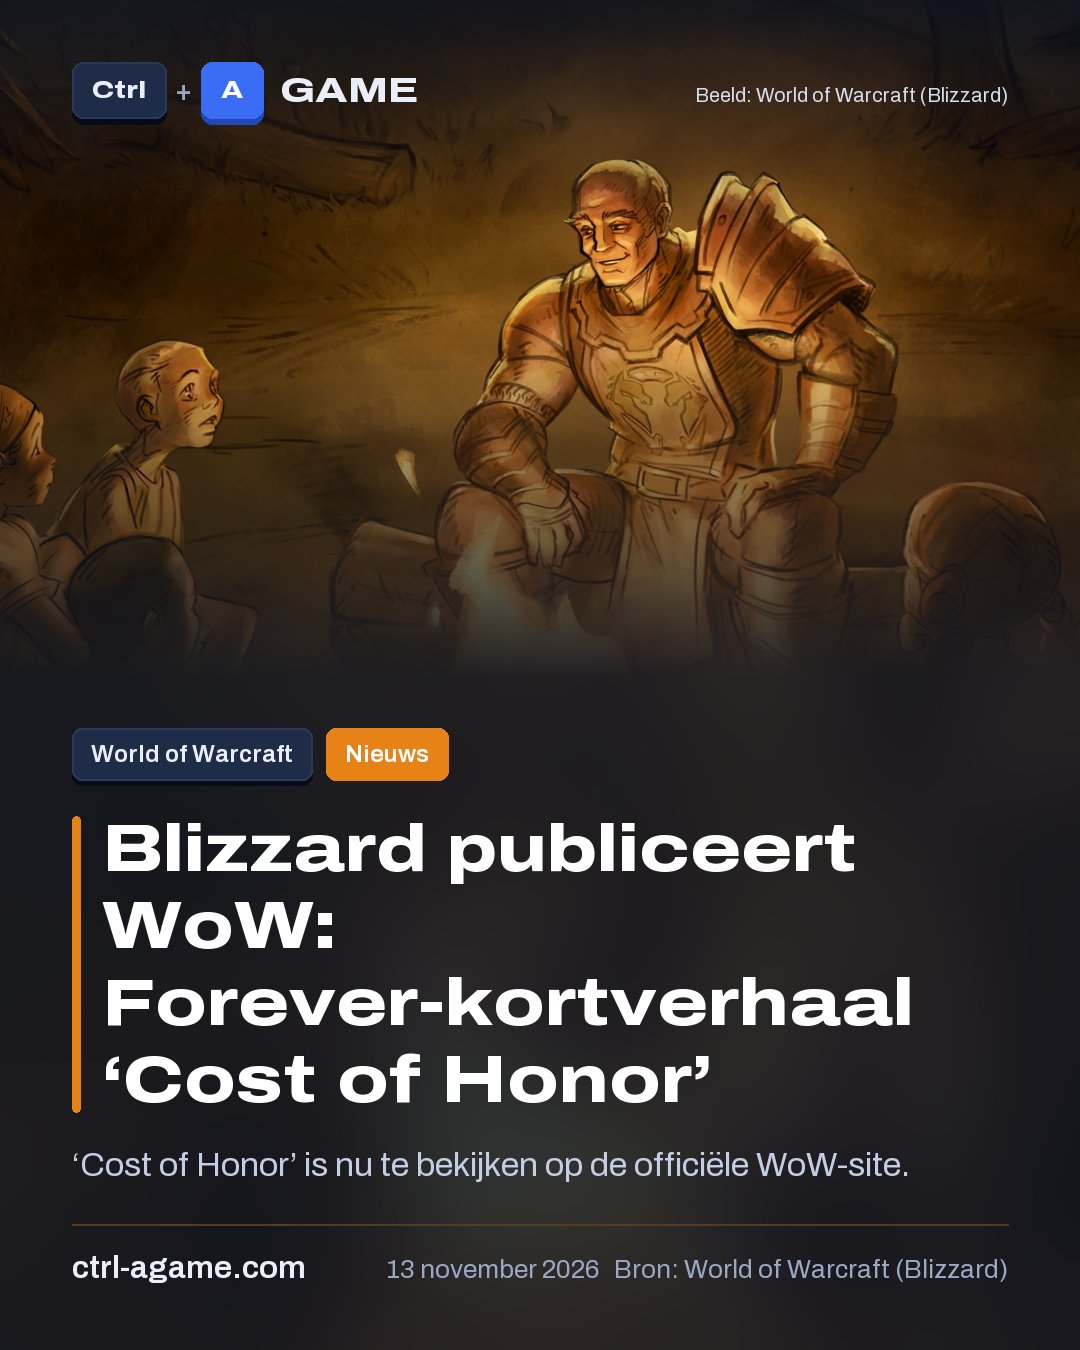 Ctrl + A GAME
Beeld: World of Warcraft (Blizzard)
World of Warcraft
Nieuws
Blizzard publiceert
WoW:
Forever-kortverhaal
‘Cost of Honor’
‘Cost of Honor’ is nu te bekijken op de officiële WoW-site.
ctrl-agame.com
13 november 2026 Bron: World of Warcraft (Blizzard)